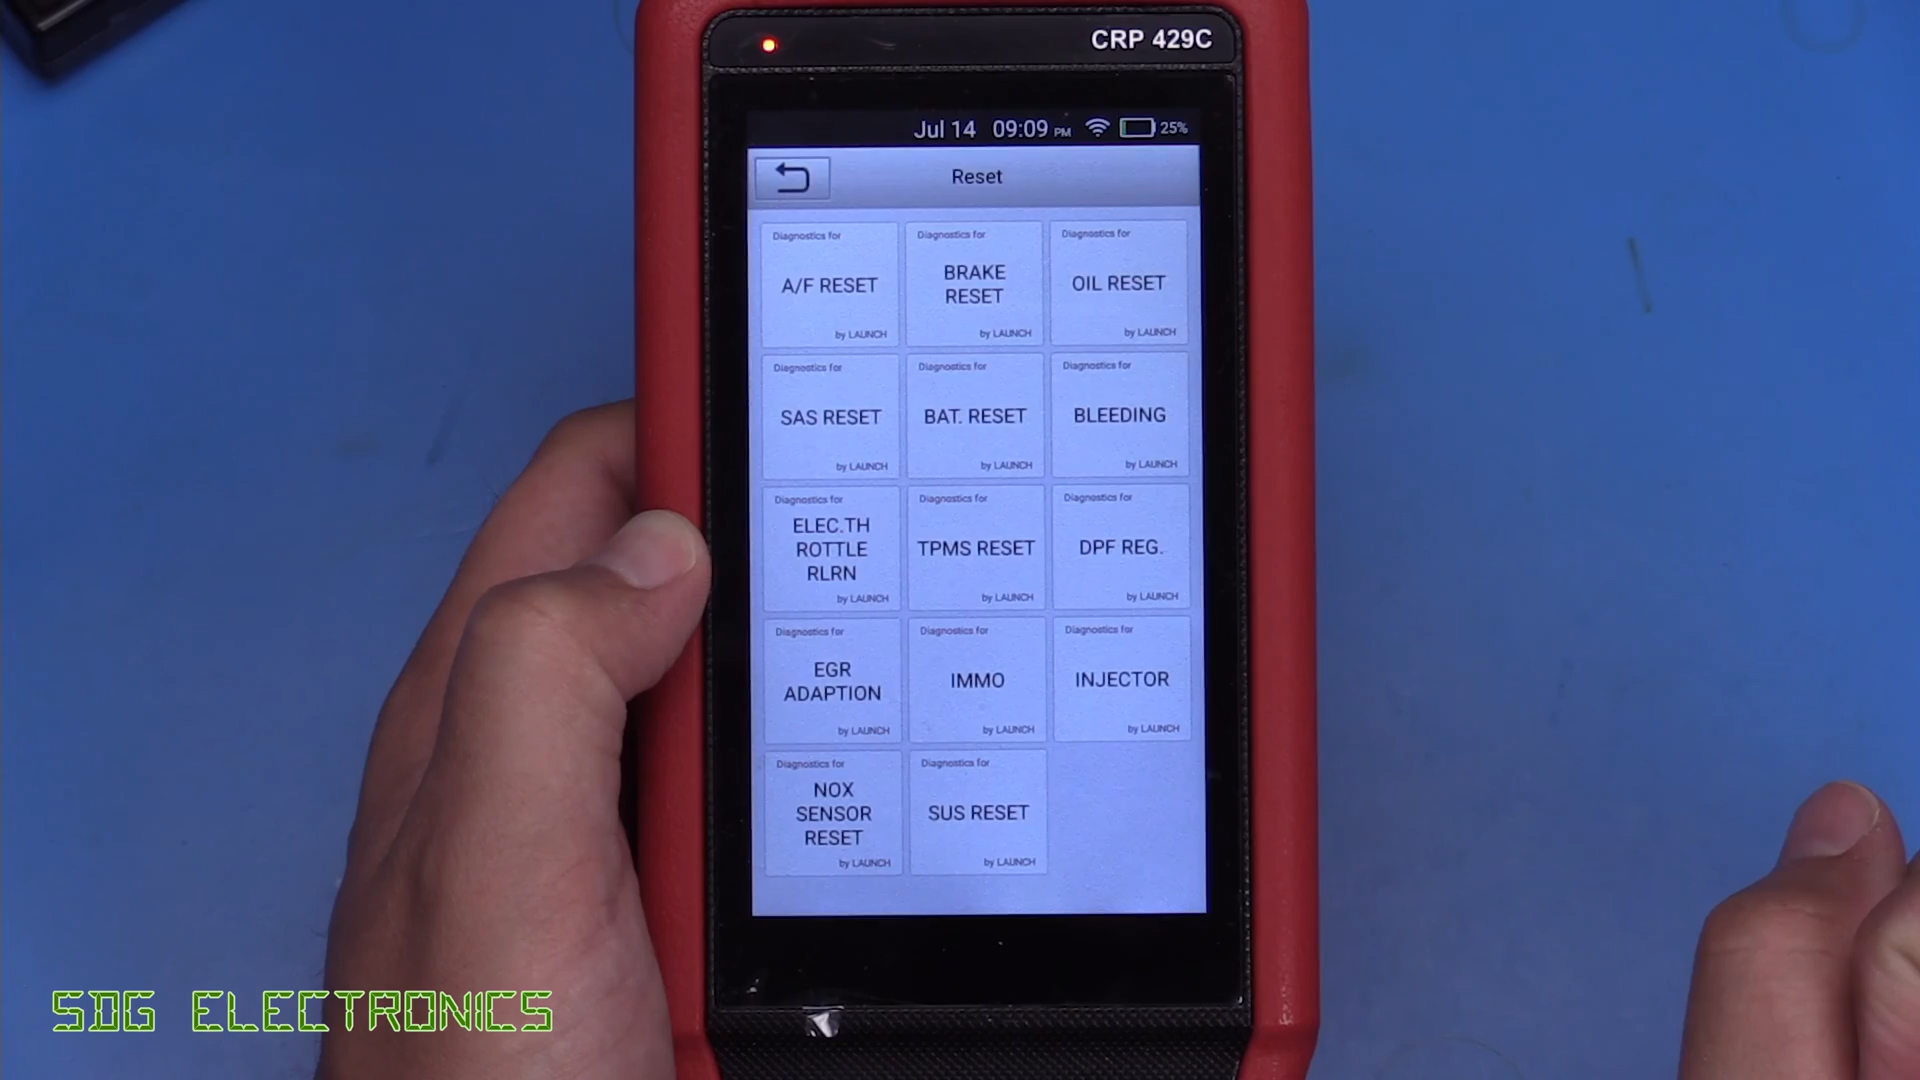 CRP 429C
Jul 14 09:09 PM 25%
Reset
Diagnostics for
A/F RESET
by LAUNCH
Diagnostics for
BRAKE
RESET
by LAUNCH
Diagnostics for
OIL RESET
by LAUNCH
Diagnostics for
SAS RESET
by LAUNCH
Diagnostics for
BAT. RESET
by LAUNCH
Diagnostics for
BLEEDING
by LAUNCH
Diagnostics for
ELEC.TH
ROTTLE
RLRN
by LAUNCH
Diagnostics for
TPMS RESET
by LAUNCH
Diagnostics for
DPF REG.
by LAUNCH
Diagnostics for
EGR
ADAPTION
by LAUNCH
Diagnostics for
IMMO
by LAUNCH
Diagnostics for
INJECTOR
by LAUNCH
Diagnostics for
NOX
SENSOR
RESET
by LAUNCH
Diagnostics for
SUS RESET
by LAUNCH
SDG ELECTRONICS